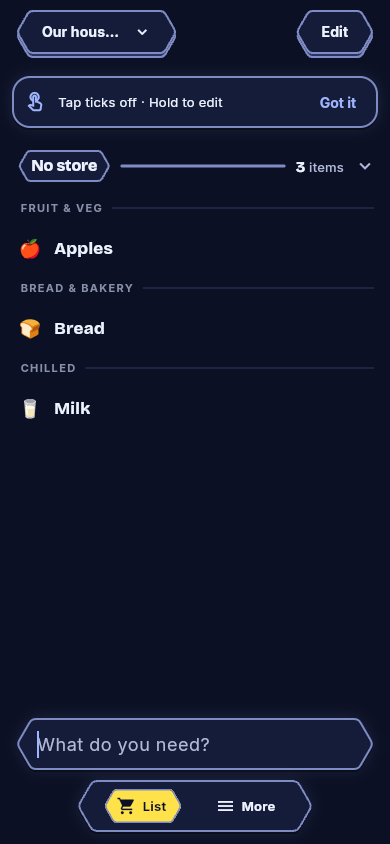 Our hous...
Edit
Tap ticks off · Hold to edit
Got it
No store
3 items
FRUIT & VEG
Apples
BREAD & BAKERY
Bread
CHILLED
Milk
What do you need?
List
More